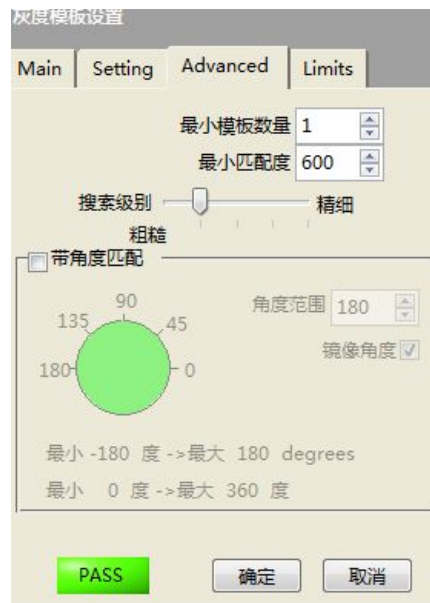 灰度模板设置
Main Setting Advanced Limits
最小模板数量 1
最小匹配度 600
搜素级别 精细
粗糙
带角度匹配
90
135 45
180 0
角度范围 180
镜像角度
最小 -180 度 ->最大 180 degrees
最小 0 度 ->最大 360 度
PASS 确定 取消